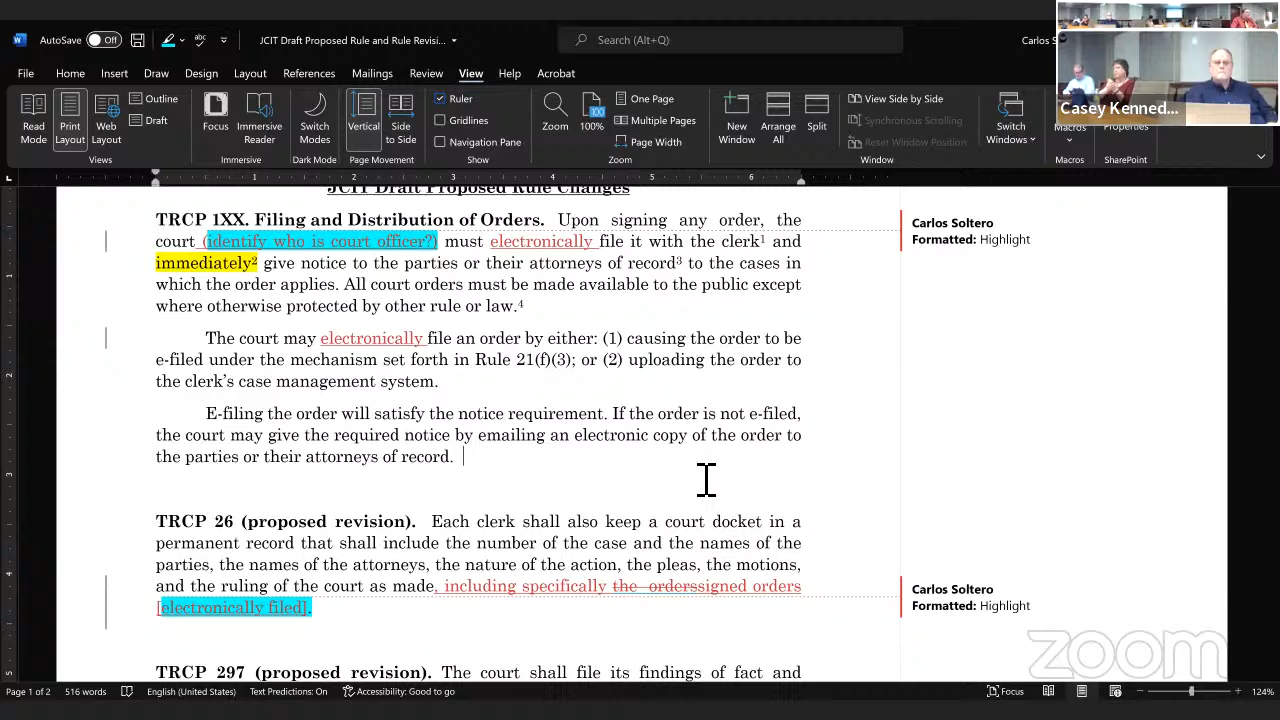 AutoSave Off
JCIT Draft Proposed Rule and Rule Revisi...
Search (Alt+Q)
Carlos So
Casey Kenned...
File Home Insert Draw Design Layout References Mailings Review View Help Acrobat
Read Mode
Print Layout
Web Layout
Outline
Draft
Views
Focus
Immersive Reader
Immersive
Switch Modes
Dark Mode
Vertical
Side to Side
Page Movement
Ruler
Gridlines
Navigation Pane
Show
Zoom
100
100%
One Page
Multiple Pages
Page Width
Zoom
New Window
Arrange All
Split
View Side by Side
Synchronous Scrolling
Reset Window Position
Switch Windows
Window
Macros
Macros
Properties
SharePoint
1 2 3 4 5 6
JCIT Draft Proposed Rule Changes
TRCP 1XX. Filing and Distribution of Orders. Upon signing any order, the
court (identify who is court officer?) must electronically file it with the clerk¹ and
immediately² give notice to the parties or their attorneys of record³ to the cases in
which the order applies. All court orders must be made available to the public except
where otherwise protected by other rule or law.⁴
The court may electronically file an order by either: (1) causing the order to be
e-filed under the mechanism set forth in Rule 21(f)(3); or (2) uploading the order to
the clerk's case management system.
E-filing the order will satisfy the notice requirement. If the order is not e-filed,
the court may give the required notice by emailing an electronic copy of the order to
the parties or their attorneys of record.
TRCP 26 (proposed revision). Each clerk shall also keep a court docket in a
permanent record that shall include the number of the case and the names of the
parties, the names of the attorneys, the nature of the action, the pleas, the motions,
and the ruling of the court as made, including specifically the orderssigned orders
[electronically filed].
TRCP 297 (proposed revision). The court shall file its findings of fact and
Carlos Soltero
Formatted: Highlight
Carlos Soltero
Formatted: Highlight
2
3
4
5
zoom
Page 1 of 2 516 words English (United States) Text Predictions: On Accessibility: Good to go Focus 124%